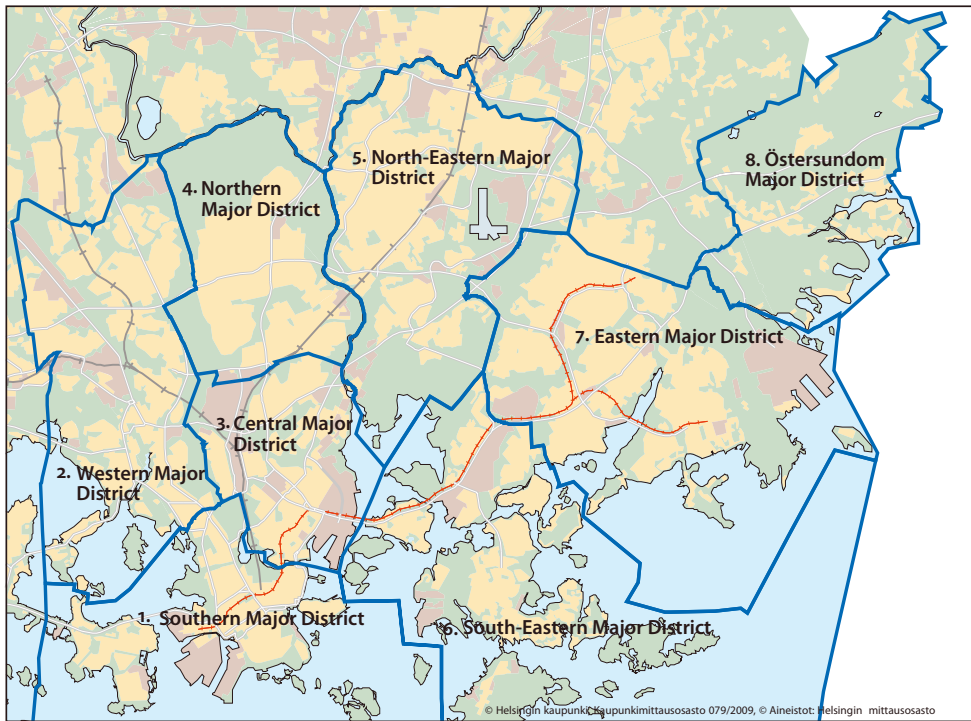 5. North-Eastern Major
District
8. Östersundom
Major District
4. Northern
Major District
7. Eastern Major District
3. Central Major
District
2. Western Major
District
1. Southern Major District
6. South-Eastern Major District
© Helsingin kaupunki, Kaupunkimittausosasto 079/2009, © Aineistot: Helsingin mittausosasto